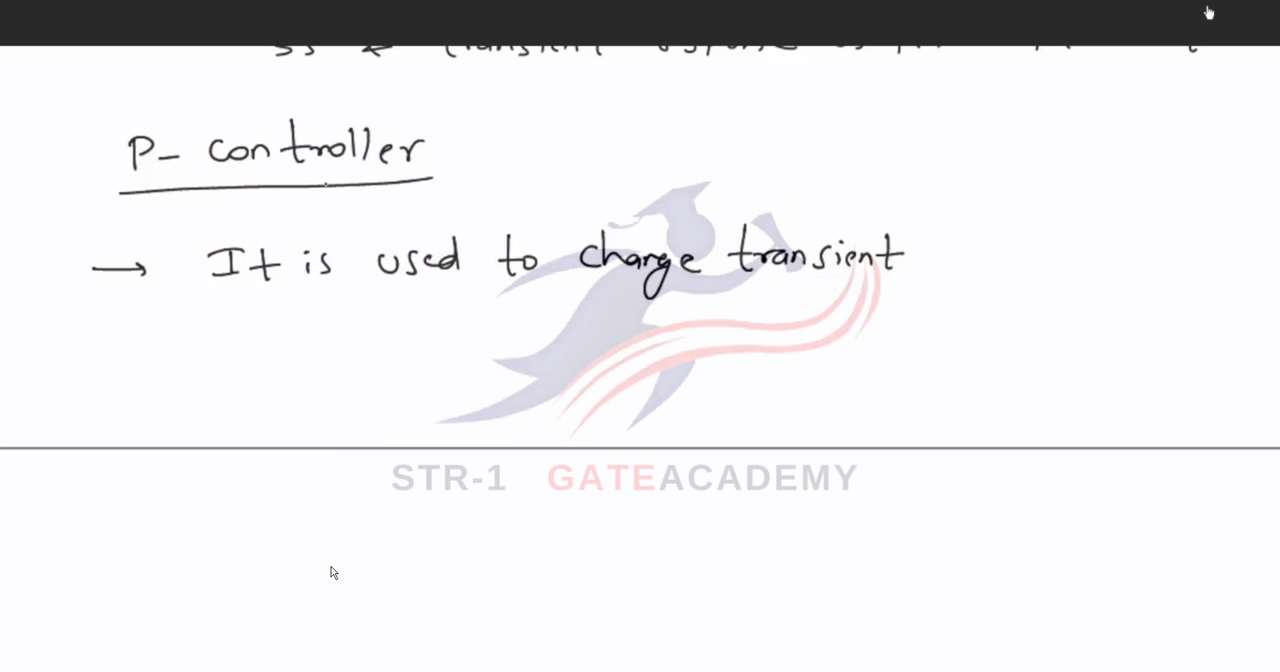 P- controller
→ It is used to charge transient
STR-1 GATEACADEMY